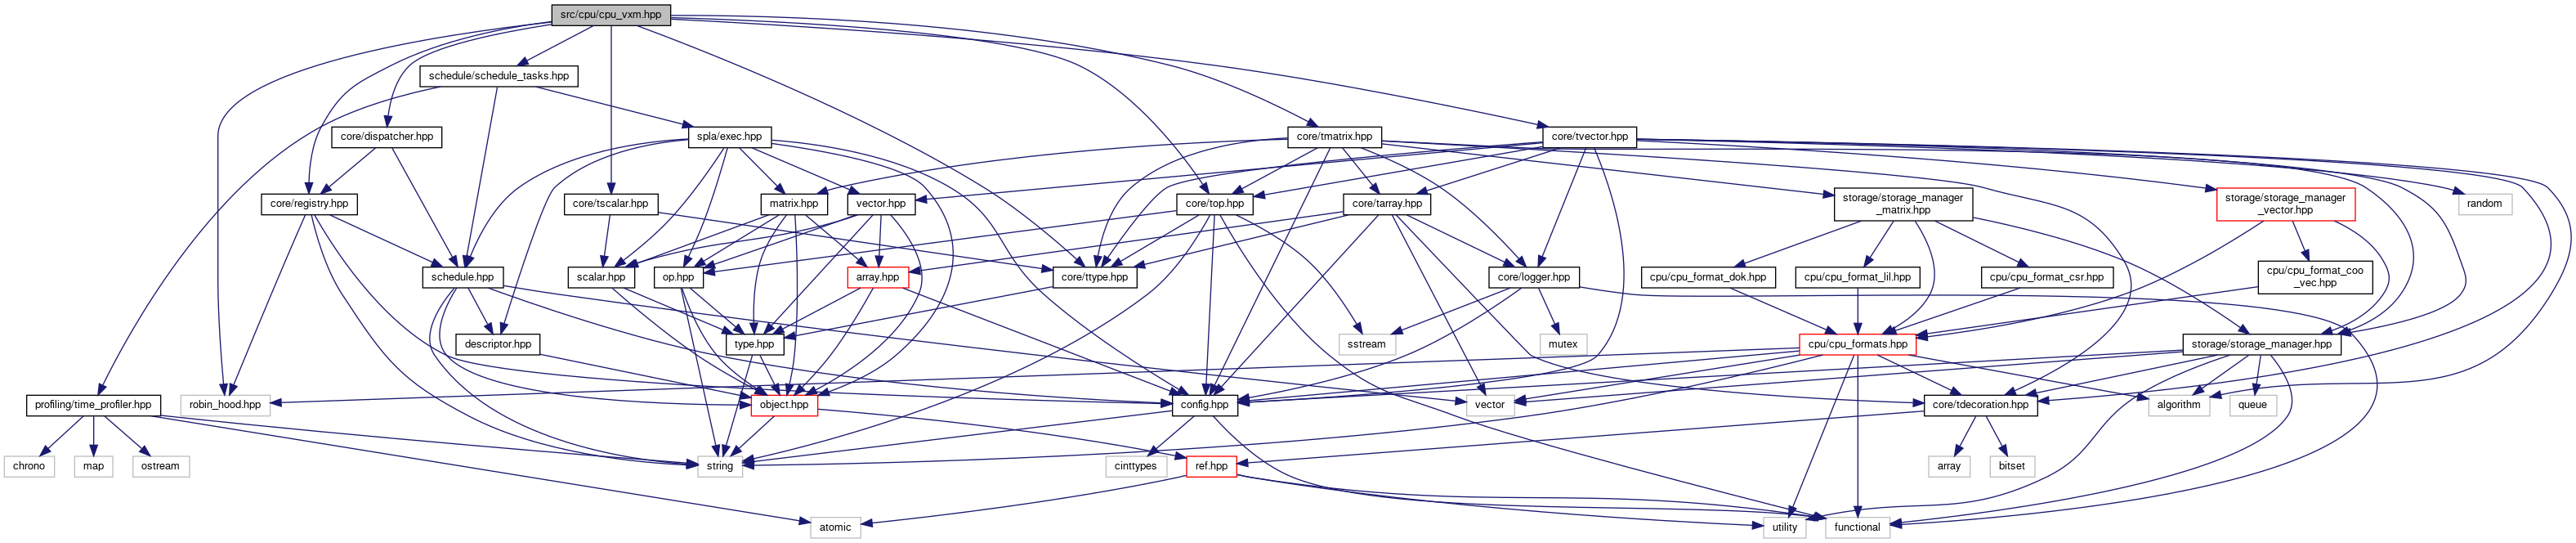 src/cpu/cpu_vxm.hpp
schedule/schedule_tasks.hpp
core/dispatcher.hpp
spla/exec.hpp
core/tmatrix.hpp
core/tvector.hpp
core/registry.hpp
core/tscalar.hpp
matrix.hpp
vector.hpp
core/top.hpp
core/tarray.hpp
storage/storage_manager
_matrix.hpp
storage/storage_manager
_vector.hpp
random
schedule.hpp
scalar.hpp
op.hpp
array.hpp
core/ttype.hpp
core/logger.hpp
cpu/cpu_format_dok.hpp
cpu/cpu_format_lil.hpp
cpu/cpu_format_csr.hpp
cpu/cpu_format_coo
_vec.hpp
descriptor.hpp
type.hpp
sstream
mutex
cpu/cpu_formats.hpp
storage/storage_manager.hpp
profiling/time_profiler.hpp
robin_hood.hpp
object.hpp
config.hpp
vector
core/tdecoration.hpp
algorithm
queue
chrono
map
ostream
string
cinttypes
ref.hpp
array
bitset
atomic
utility
functional